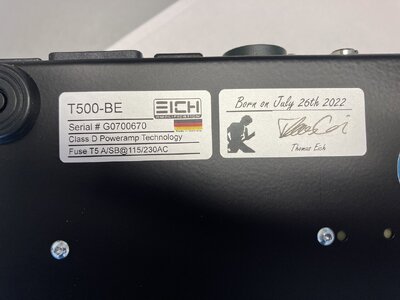 T500-BE
EICH
AMPLIFICATION
Serial # G0700670
Class D Poweramp Technology
Fuse T5 A/SB@115/230AC
Born on July 26th 2022
Thomas Eich